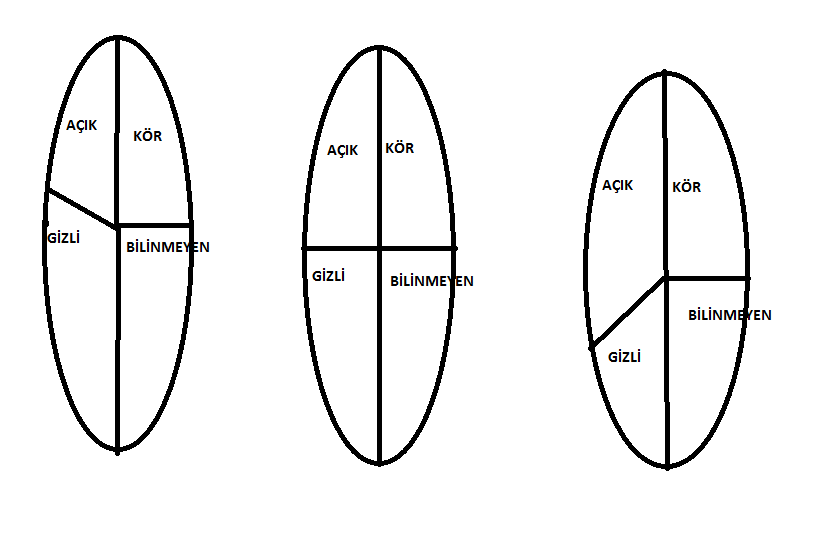 AÇIK
KÖR
GİZLİ
BİLİNMEYEN
AÇIK
KÖR
GİZLİ
BİLİNMEYEN
AÇIK
KÖR
BİLİNMEYEN
GİZLİ